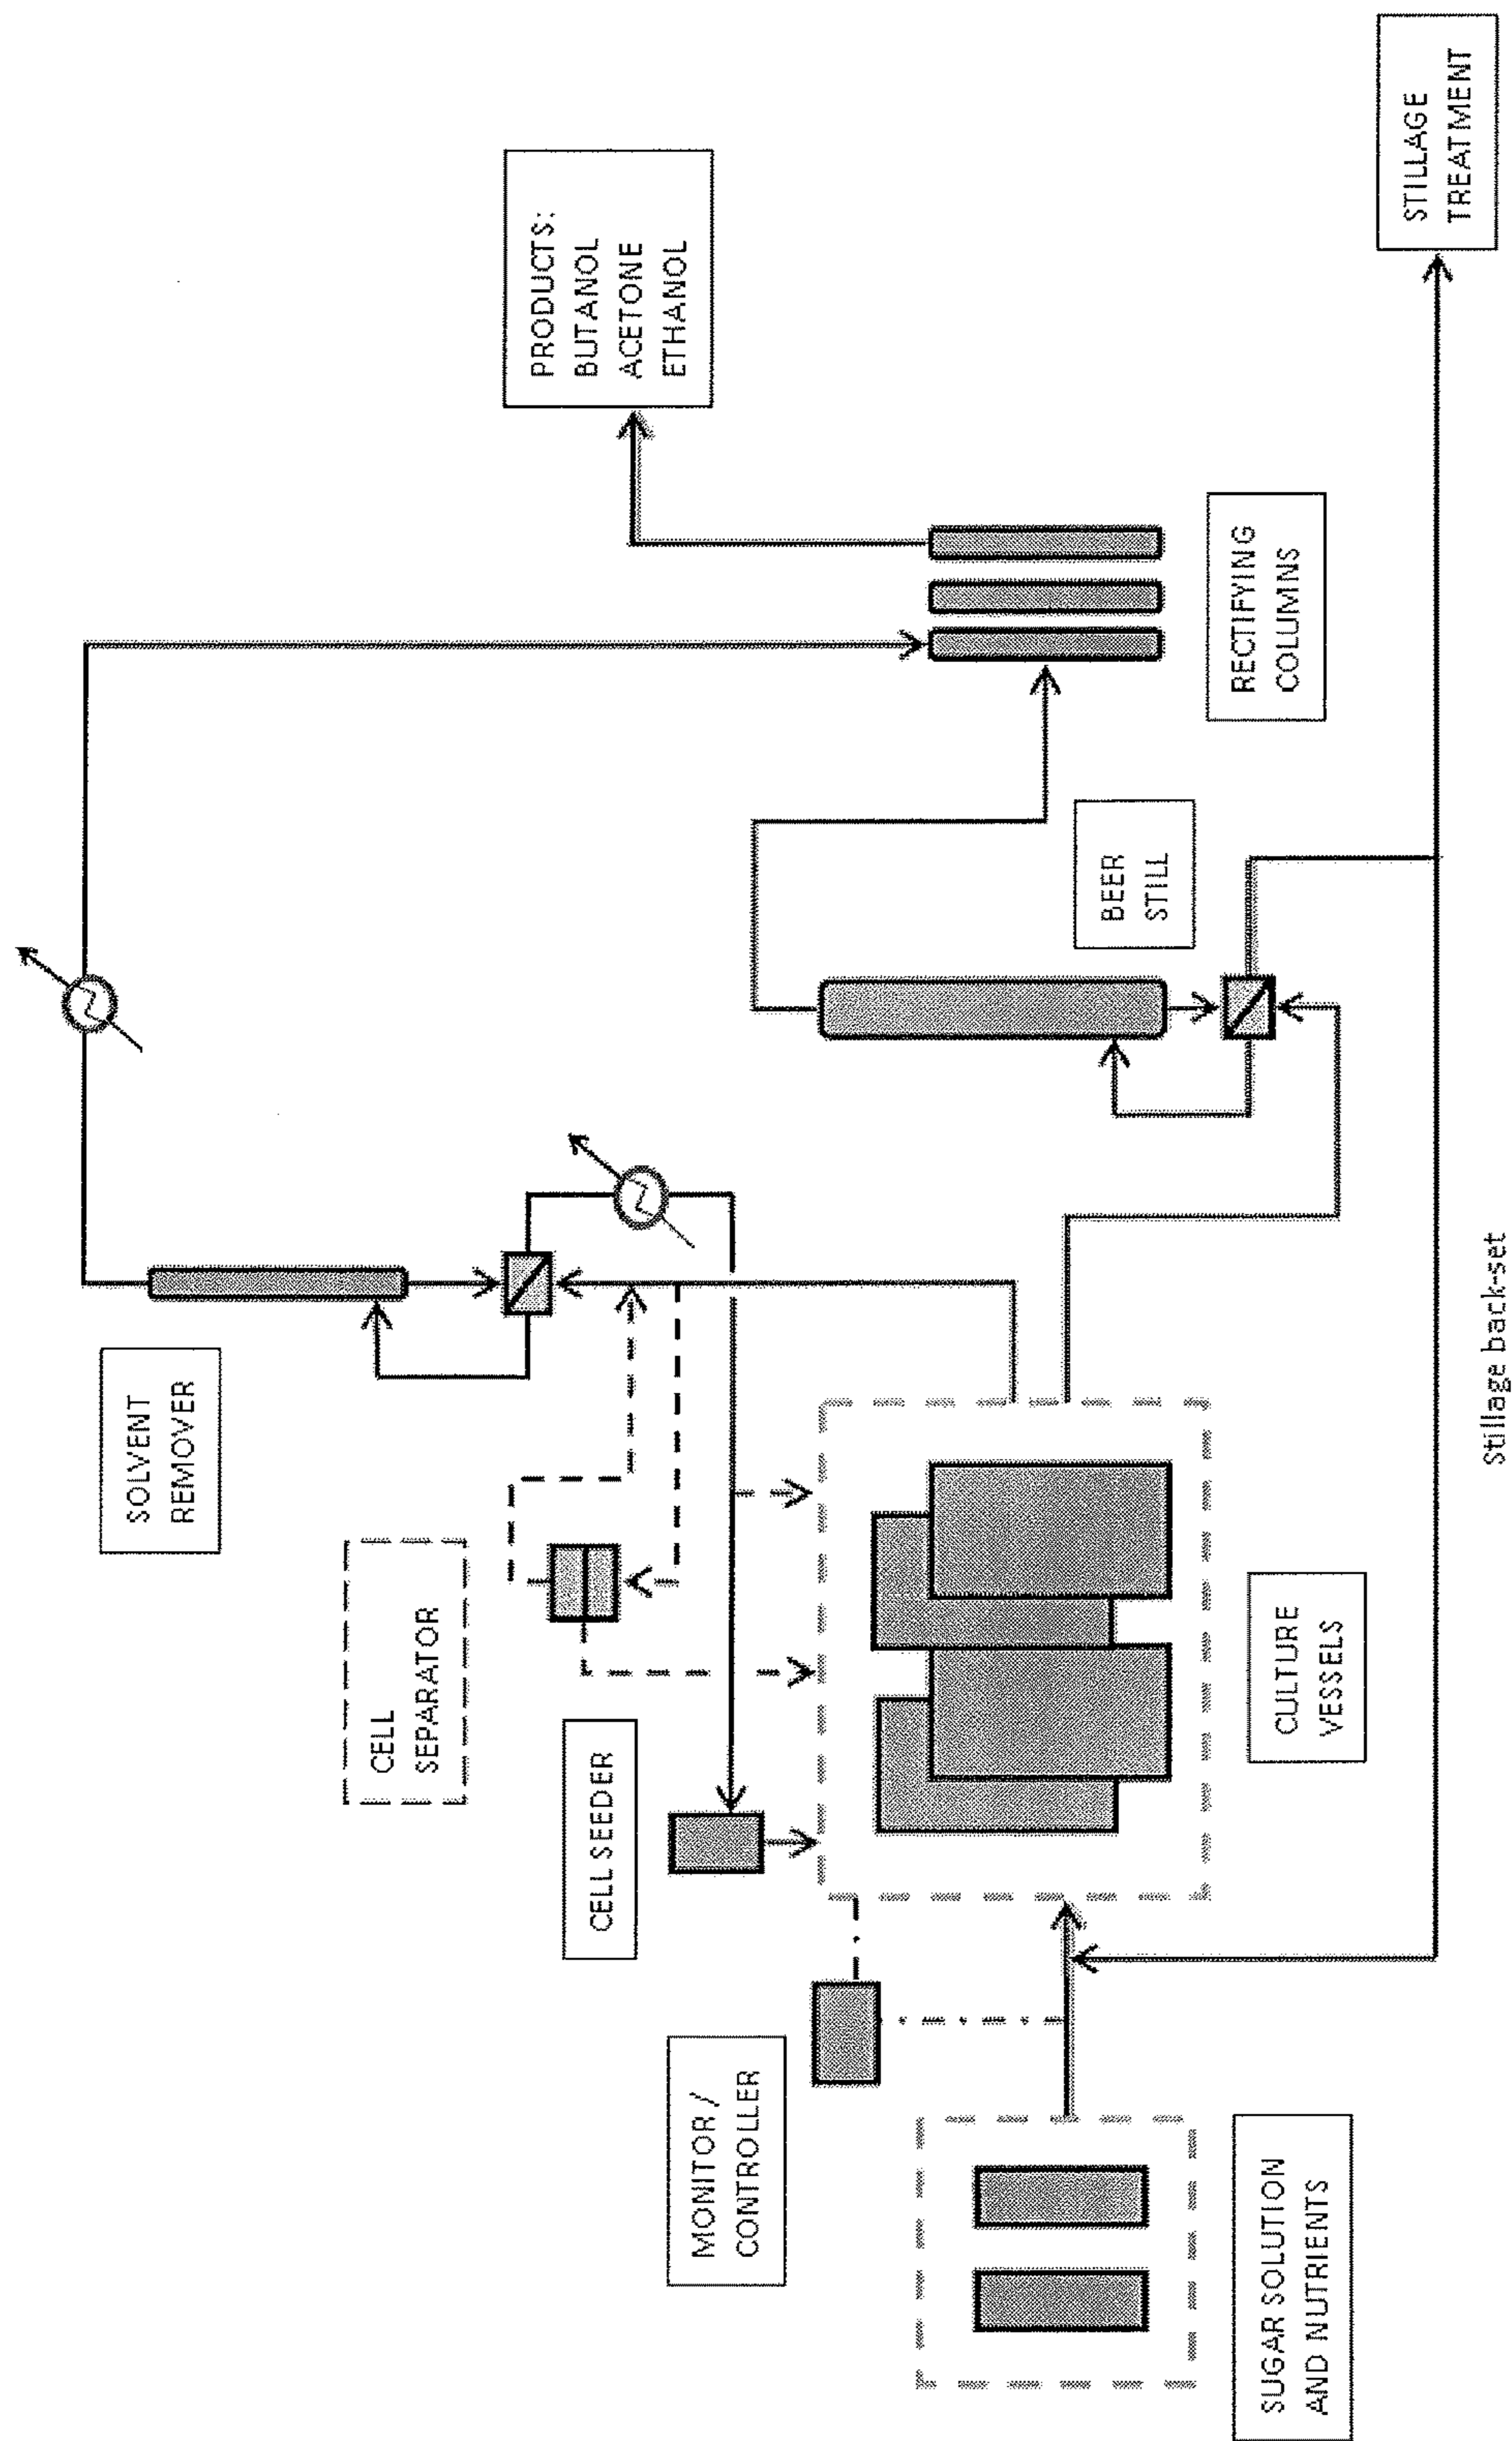 SOLVENT
REMOVER
CELL
SEPARATOR
PRODUCTS:
BUTANOL
ACETONE
ETHANOL
CELL SEEDER
MONITOR /
CONTROLLER
BEER
STILL
RECTIFYING
COLUMNS
CULTURE
VESSELS
SUGAR SOLUTION
AND NUTRIENTS
STILLAGE
TREATMENT
Stillage back-set